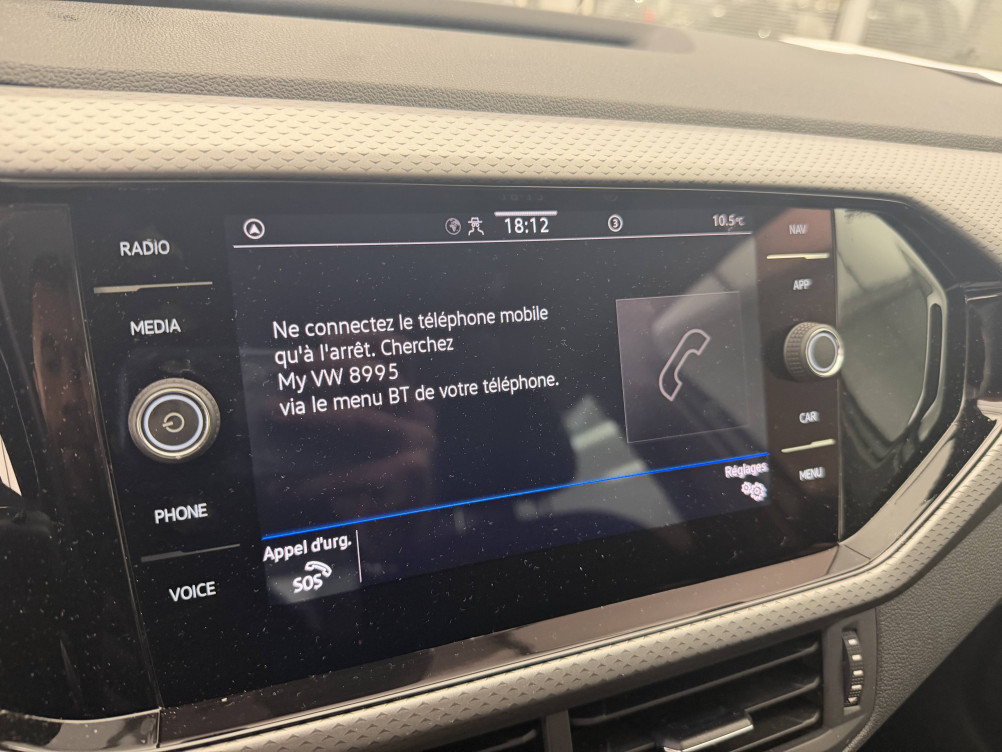 RADIO
MEDIA
PHONE
VOICE
18:12
3
10.5°C
Ne connectez le téléphone mobile
qu'à l'arrêt. Cherchez
My VW 8995
via le menu BT de votre téléphone.
Réglages
Appel d'urg.
SOS
NAV
APP
CAR
MENU